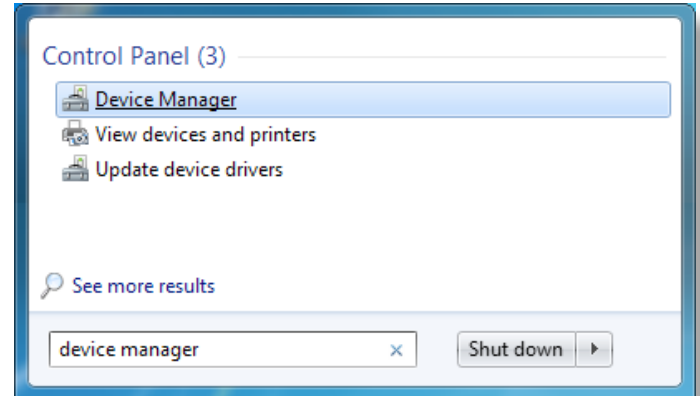 Control Panel (3)
Device Manager
View devices and printers
Update device drivers
See more results
device manager
Shut down